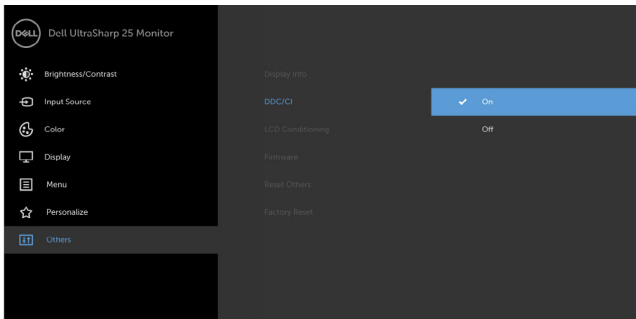 DELL Dell UltraSharp 25 Monitor
Brightness/Contrast Display Info
Input Source DDC/CI On
Color LCD Conditioning Off
Display Firmware
Menu Reset Others
Personalize Factory Reset
Others